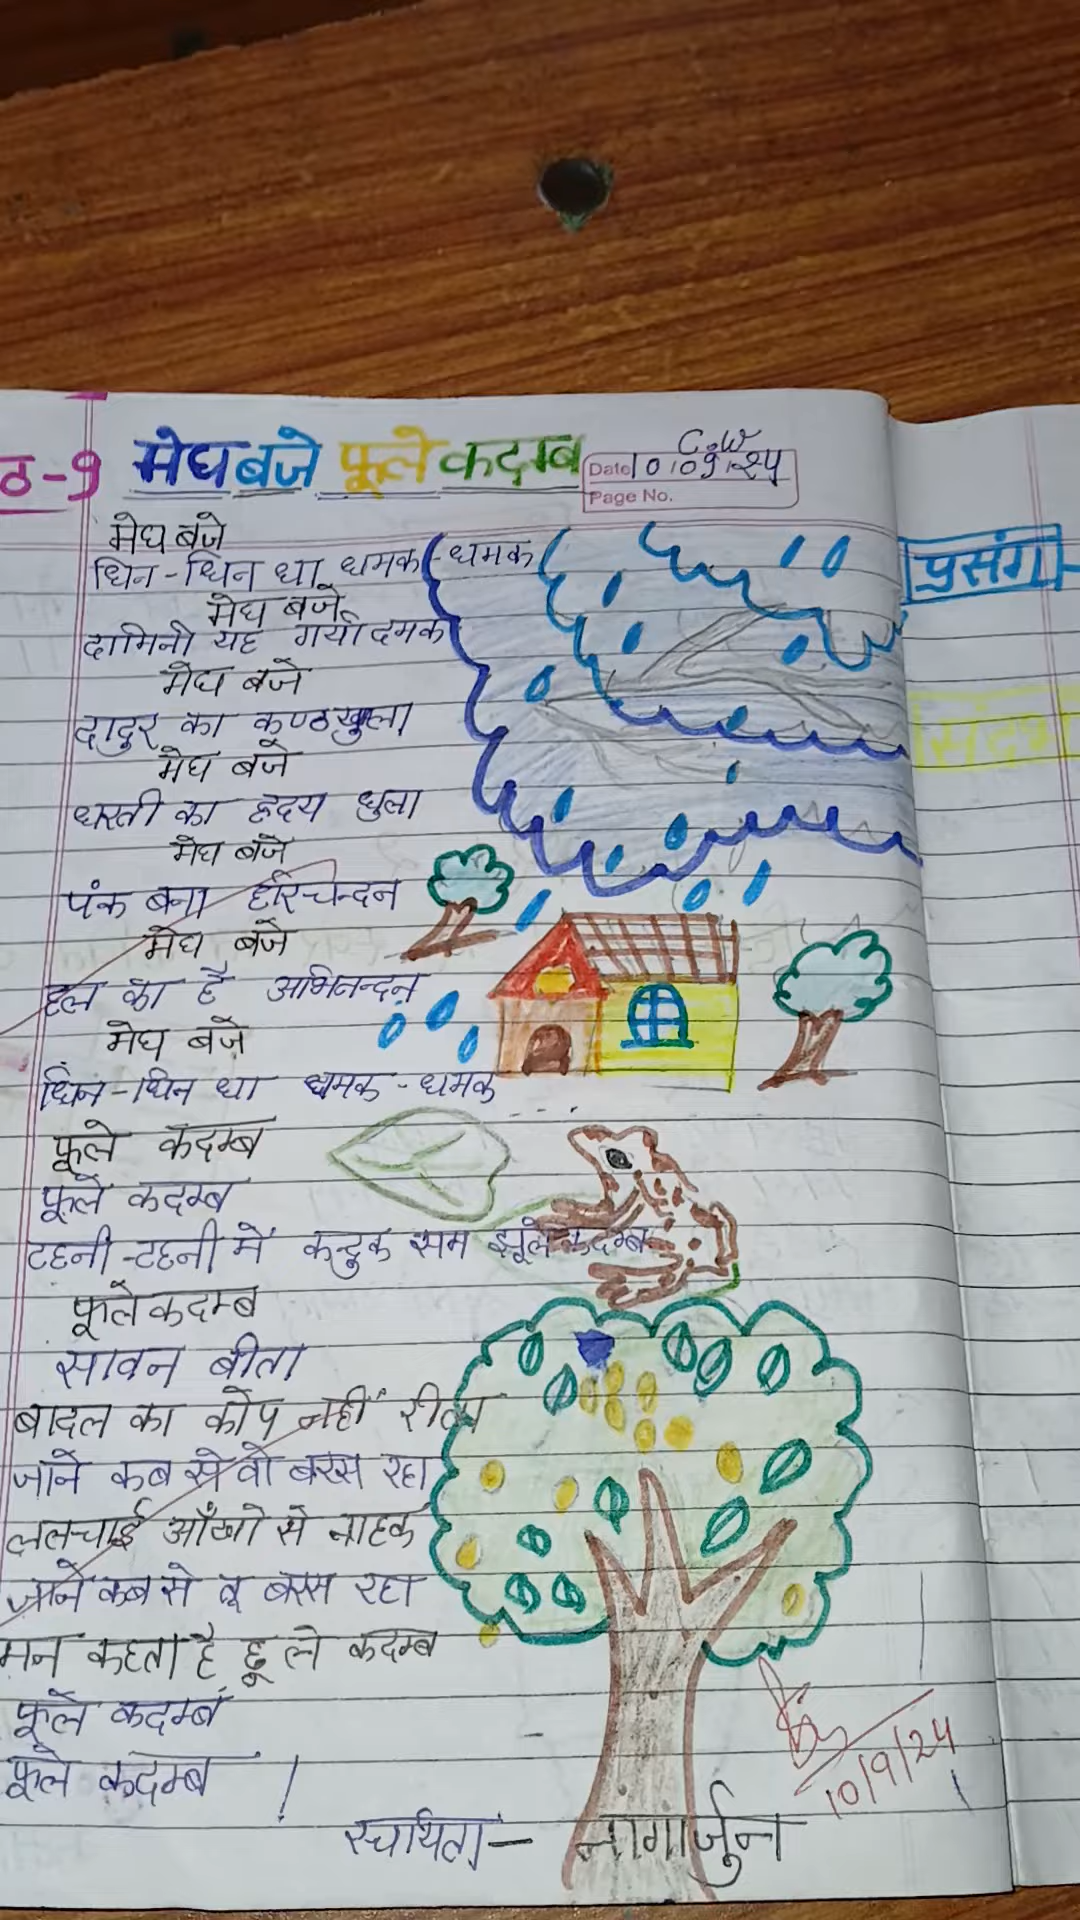 ठ-9 मेघ बजे फूले कदम्ब
C.W
Date 10/09/24
Page No.
मेघ बजे
धिन-धिन धा धमक-धमक
मेघ बजे
दामिनी यह गयी दमक
मेघ बजे
दादुर का कण्ठ खुला
मेघ बजे
धरती का हृदय धुला
मेघ बजे
पंक बना हरिचन्दन
मेघ बजे
हल का है अभिनन्दन
मेघ बजे
धिन-धिन धा धमक-धमक
फूले कदम्ब
फूले कदम्ब
टहनी-टहनी में कन्दुक सम झूले कदम्ब
फूले कदम्ब
सावन बीता
बादल का कोप नहीं रीता
जाने कब से वो बरस रहा
ललचाई आँखो से नाहक
जाने कब से तू बरस रहा
मन कहता है छू ले कदम्ब
फूले कदम्ब
फूले कदम्ब !
रचयिता - नागार्जुन
10/9/24
प्रसंग-
संदर्भ